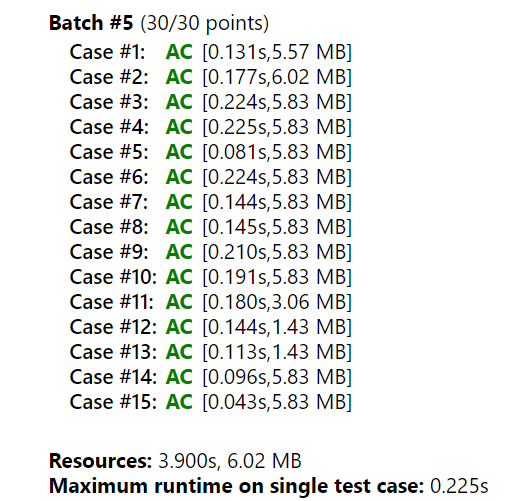 Batch #5 (30/30 points)
Case #1: AC [0.131s,5.57 MB]
Case #2: AC [0.177s,6.02 MB]
Case #3: AC [0.224s,5.83 MB]
Case #4: AC [0.225s,5.83 MB]
Case #5: AC [0.081s,5.83 MB]
Case #6: AC [0.224s,5.83 MB]
Case #7: AC [0.144s,5.83 MB]
Case #8: AC [0.145s,5.83 MB]
Case #9: AC [0.210s,5.83 MB]
Case #10: AC [0.191s,5.83 MB]
Case #11: AC [0.180s,3.06 MB]
Case #12: AC [0.144s,1.43 MB]
Case #13: AC [0.113s,1.43 MB]
Case #14: AC [0.096s,5.83 MB]
Case #15: AC [0.043s,5.83 MB]
Resources: 3.900s, 6.02 MB
Maximum runtime on single test case: 0.225s